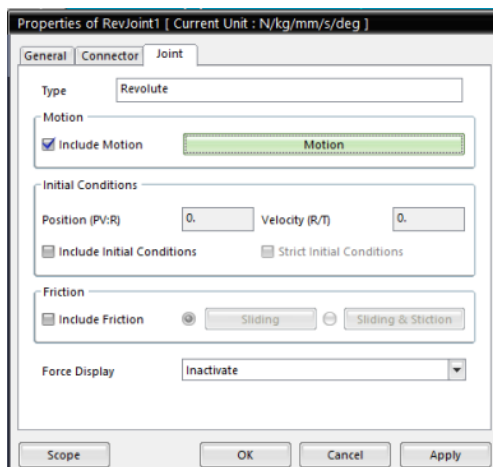 Properties of RevJoint1 [ Current Unit : N/kg/mm/s/deg ]
General Connector Joint
Type Revolute
Motion
Include Motion Motion
Initial Conditions
Position (PV:R) 0. Velocity (R/T) 0.
Include Initial Conditions Strict Initial Conditions
Friction
Include Friction Sliding Sliding & Stiction
Force Display Inactivate
Scope OK Cancel Apply